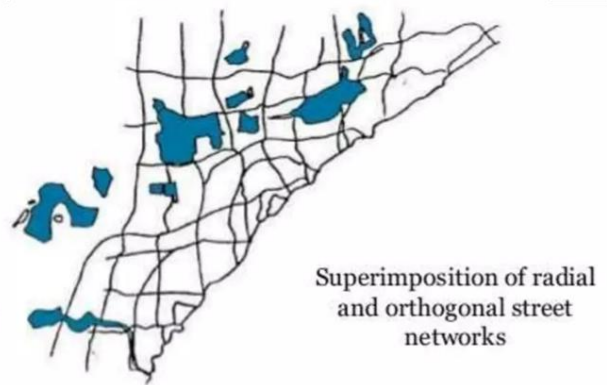 Superimposition of radial
and orthogonal street
networks